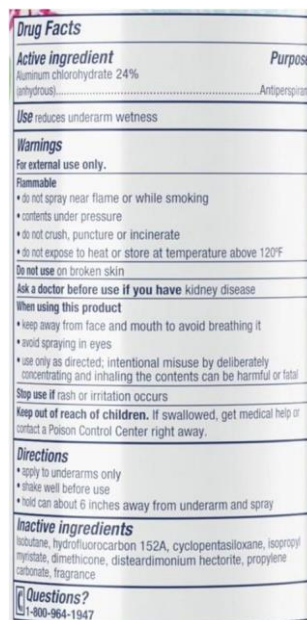 Drug Facts
Active ingredient Purpose
Aluminum chlorohydrate 24%
(anhydrous)..........................................................Antiperspirant
Use reduces underarm wetness
Warnings
For external use only.
Flammable
• do not spray near flame or while smoking
• contents under pressure
• do not crush, puncture or incinerate
• do not expose to heat or store at temperature above 120ºF
Do not use on broken skin
Ask a doctor before use if you have kidney disease
When using this product
• keep away from face and mouth to avoid breathing it
• avoid spraying in eyes
• use only as directed; intentional misuse by deliberately
concentrating and inhaling the contents can be harmful or fatal
Stop use if rash or irritation occurs
Keep out of reach of children. If swallowed, get medical help or
contact a Poison Control Center right away.
Directions
• apply to underarms only
• shake well before use
• hold can about 6 inches away from underarm and spray
Inactive ingredients
Isobutane, hydrofluorocarbon 152A, cyclopentasiloxane, isopropyl
myristate, dimethicone, disteardimonium hectorite, propylene
carbonate, fragrance
Questions?
1-800-964-1947